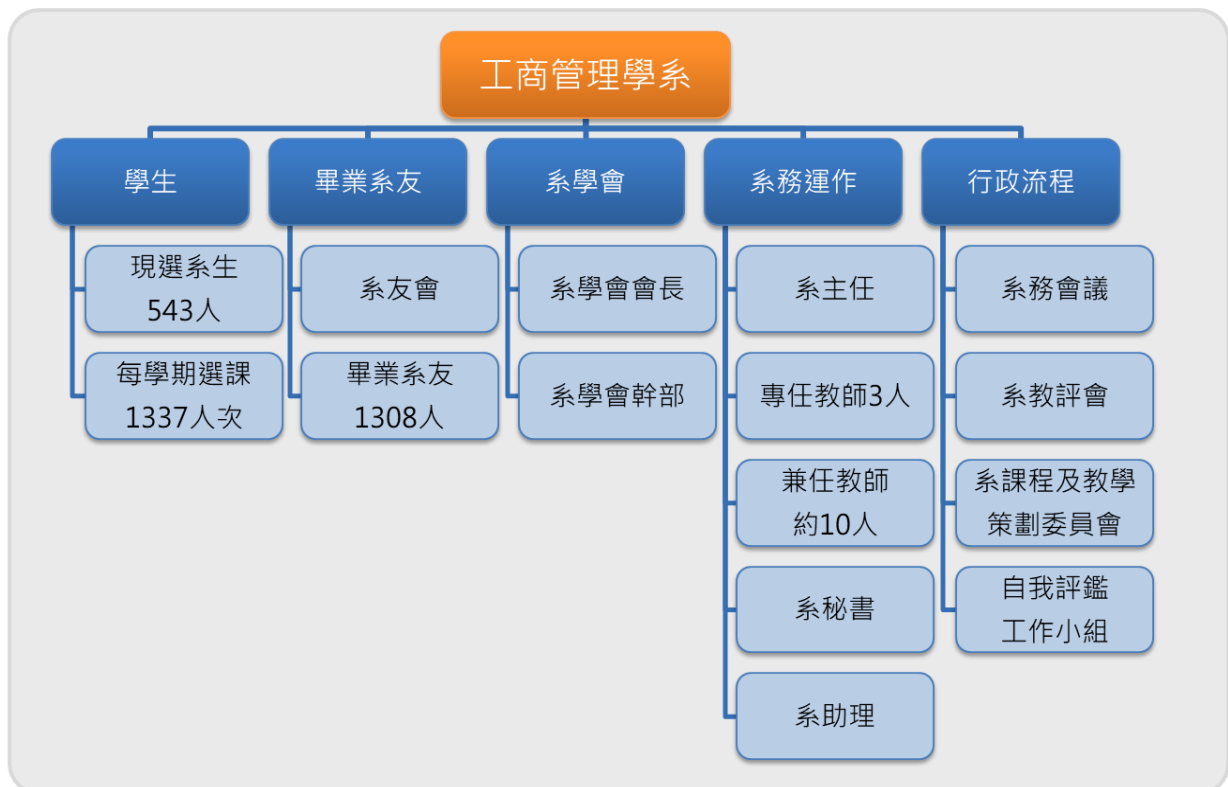 工商管理學系
學生
畢業系友
系學會
系務運作
行政流程
現選系生
543人
每學期選課
1337人次
系友會
畢業系友
1308人
系學會會長
系學會幹部
系主任
專任教師3人
兼任教師
約10人
系秘書
系助理
系務會議
系教評會
系課程及教學
策劃委員會
自我評鑑
工作小組